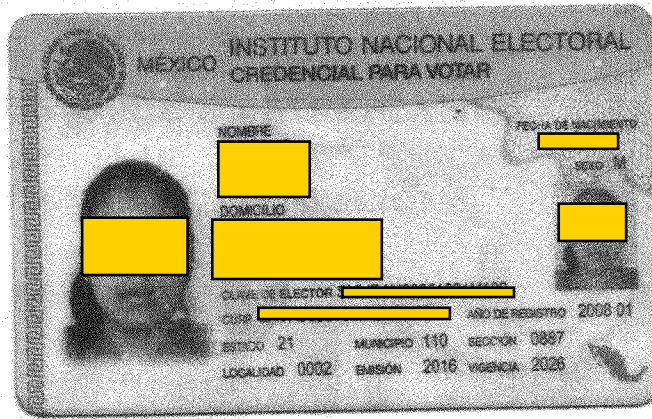 MÉXICO INSTITUTO NACIONAL ELECTORAL
CREDENCIAL PARA VOTAR
NOMBRE
FECHA DE NACIMIENTO
SEXO M
DOMICILIO
CLAVE DE ELECTOR
CURP
AÑO DE REGISTRO 2008 01
ESTADO 21 MUNICIPIO 110 SECCIÓN 0887
LOCALIDAD 0002 EMISIÓN 2016 VIGENCIA 2026